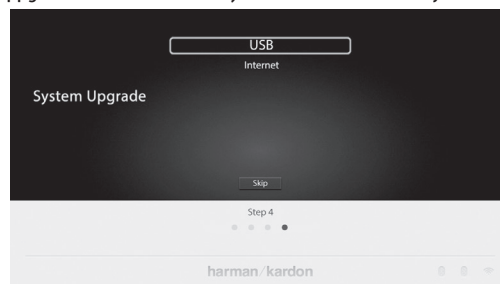 USB
Internet
System Upgrade
Skip
Step 4
harman/kardon